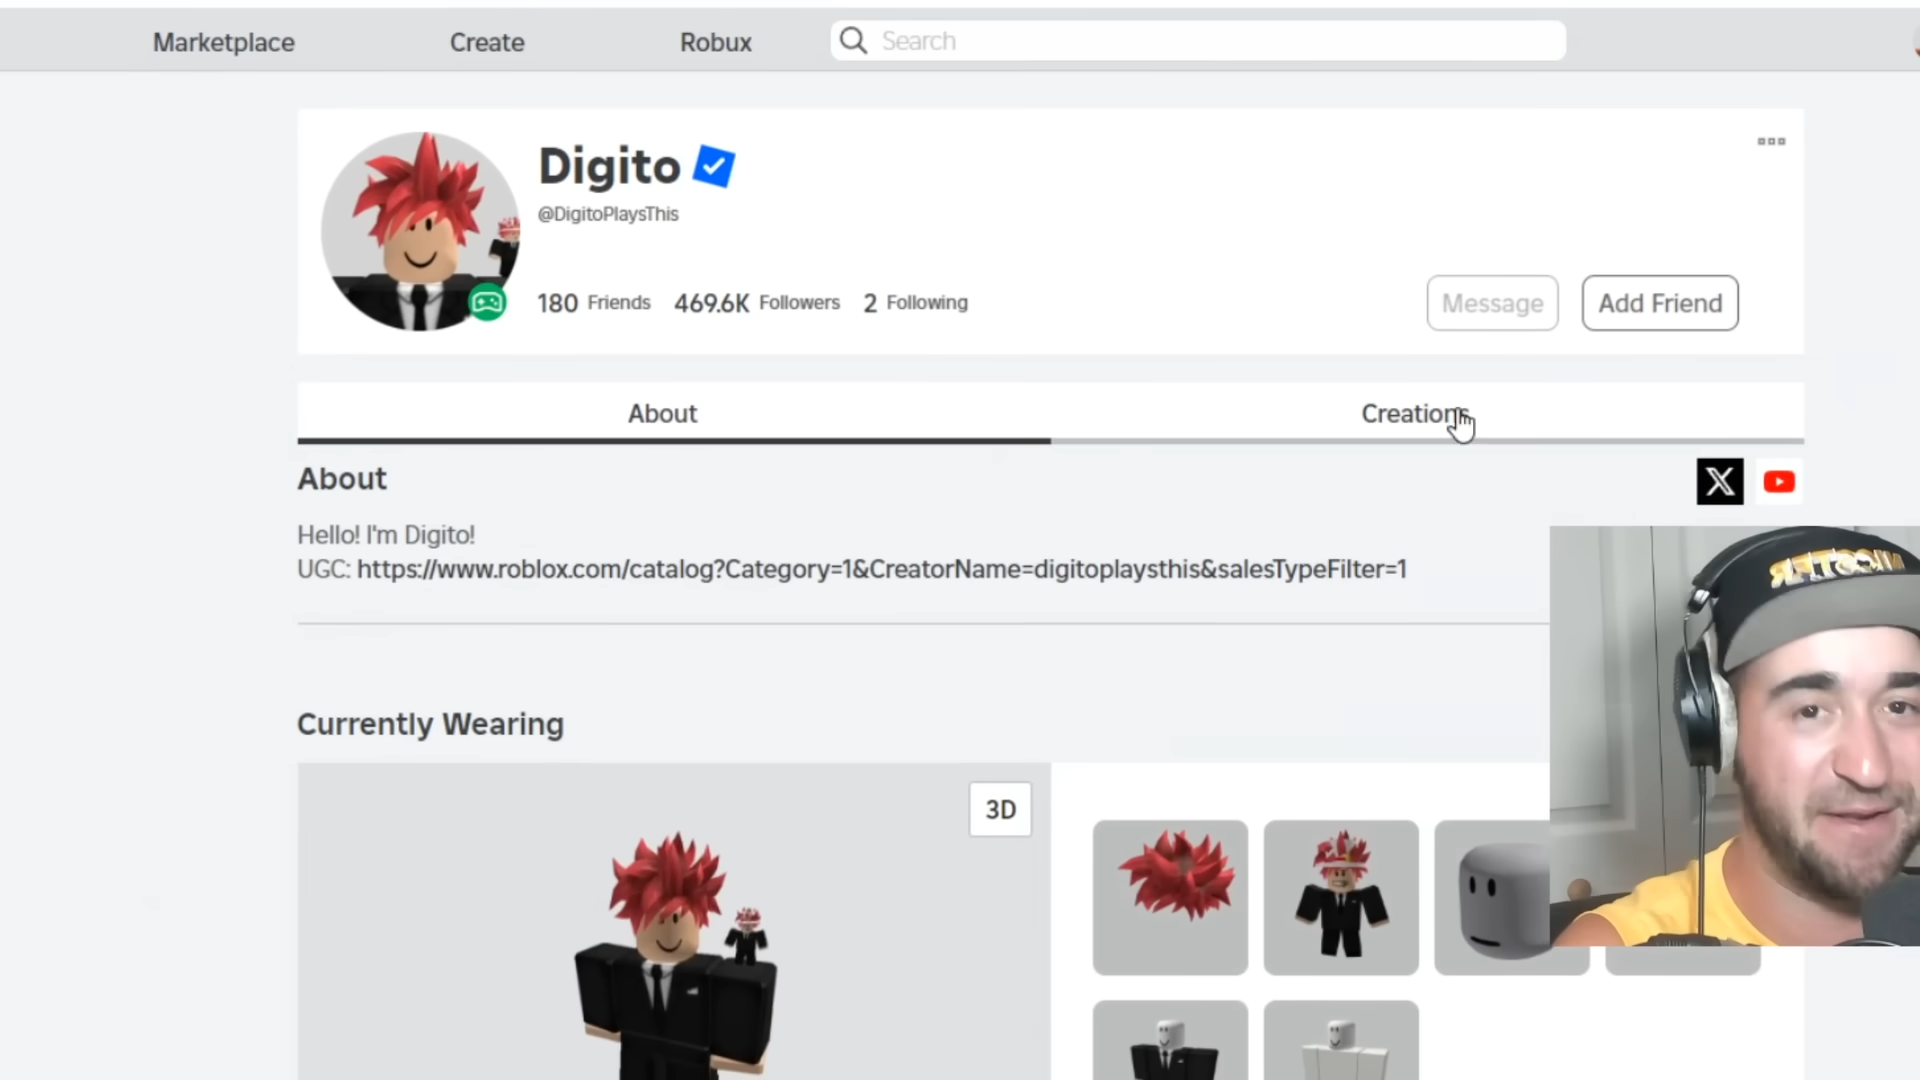 Marketplace
Create
Robux
Search
Digito
@DigitoPlaysThis
180 Friends
469.6K Followers
2 Following
Message
Add Friend
About
Creations
About
X
Hello! I'm Digito!
UGC: https://www.roblox.com/catalog?Category=1&CreatorName=digitoplaysthis&salesTypeFilter=1
Currently Wearing
3D